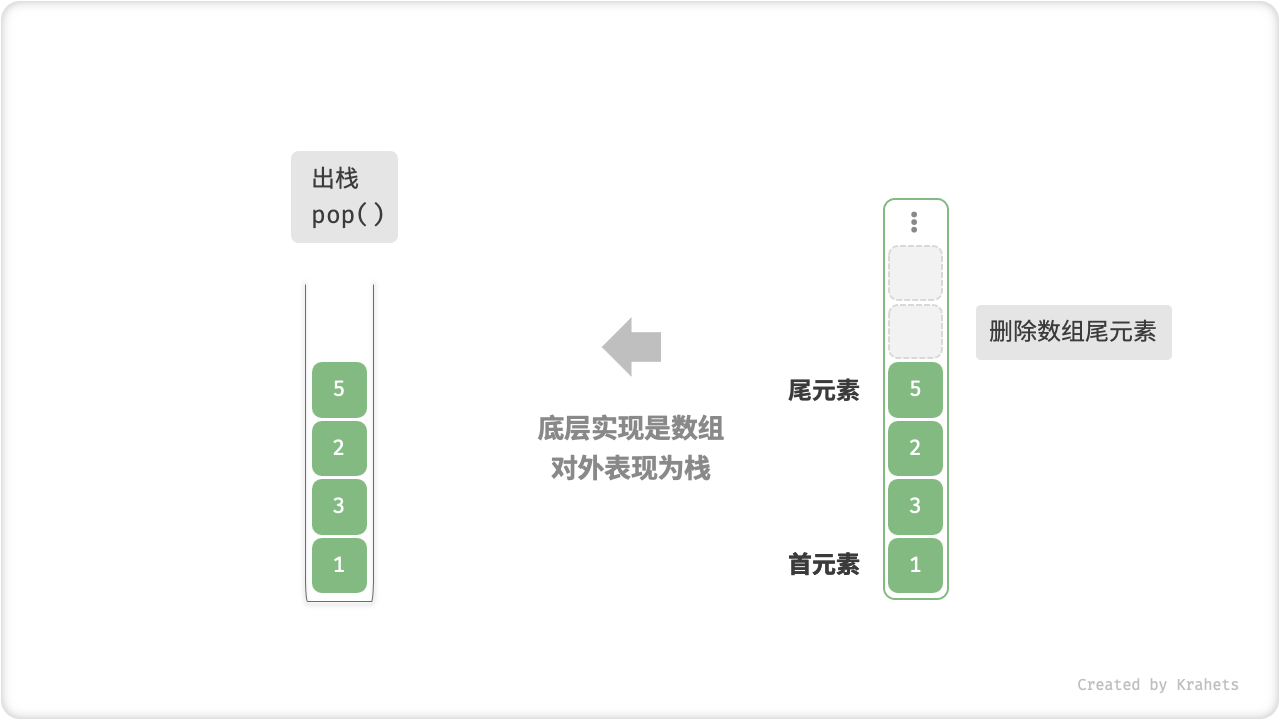 出栈
pop()
5
2
3
1
底层实现是数组
对外表现为栈
尾元素
首元素
5
2
3
1
删除数组尾元素
Created by Krahets